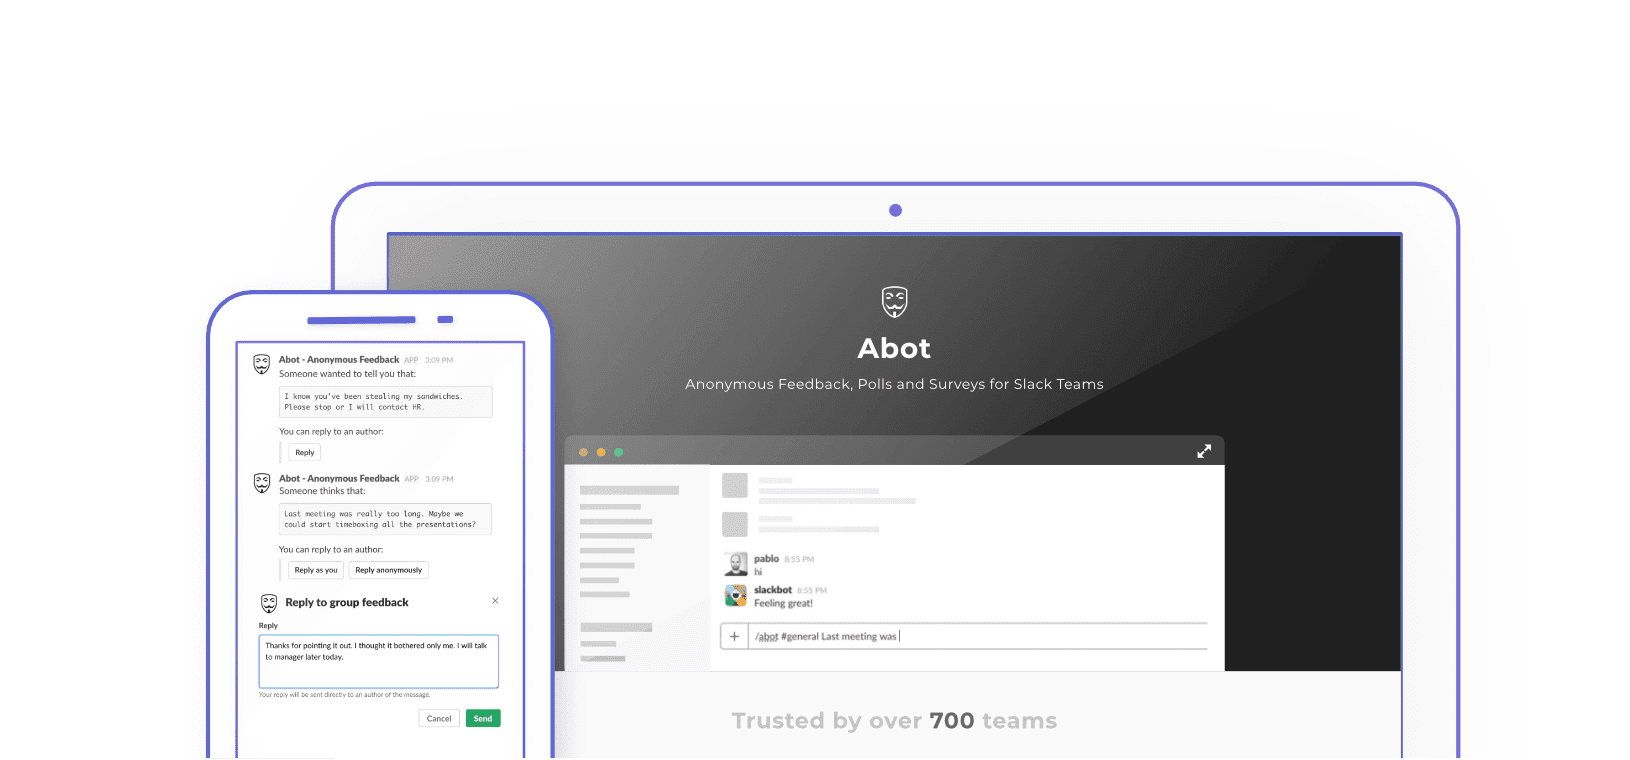 Abot - Anonymous Feedback APP 3:09 PM
Someone wanted to tell you that:
I know you've been stealing my sandwiches.
Please stop or I will contact HR.
You can reply to an author:
Reply
Abot - Anonymous Feedback APP 3:09 PM
Someone thinks that:
Last meeting was really too long. Maybe we
could start timeboxing all the presentations?
You can reply to an author:
Reply as you Reply anonymously
Reply to group feedback ×
Reply
Thanks for pointing it out. I thought it bothered only me. I will talk
to manager later today.
Your reply will be sent directly to an author of the message.
Cancel Send
Abot
Anonymous Feedback, Polls and Surveys for Slack Teams
pablo 8:55 PM
hi
slackbot 8:55 PM
Feeling great!
+ /abot #general Last meeting was
Trusted by over 700 teams